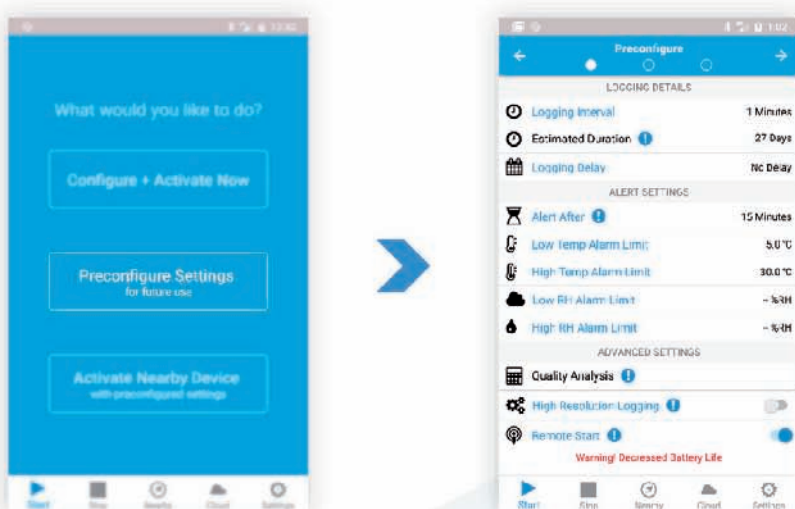 What would you like to do?
Configure + Activate Now
Preconfigure Settings
for future use
Activate Nearby Device
with preconfigured settings
Start
Stop
Nearby
Cloud
Settings
1:02
Preconfigure
LOGGING DETAILS
Logging Interval 1 Minutes
Estimated Duration 27 Days
Logging Delay No Delay
ALERT SETTINGS
Alert After 15 Minutes
Low Temp Alarm Limit 5.0 °C
High Temp Alarm Limit 30.0 °C
Low RH Alarm Limit -- %RH
High RH Alarm Limit -- %RH
ADVANCED SETTINGS
Quality Analysis
High Resolution Logging
Remote Start
Warning! Decreased Battery Life
Start
Stop
Nearby
Cloud
Settings